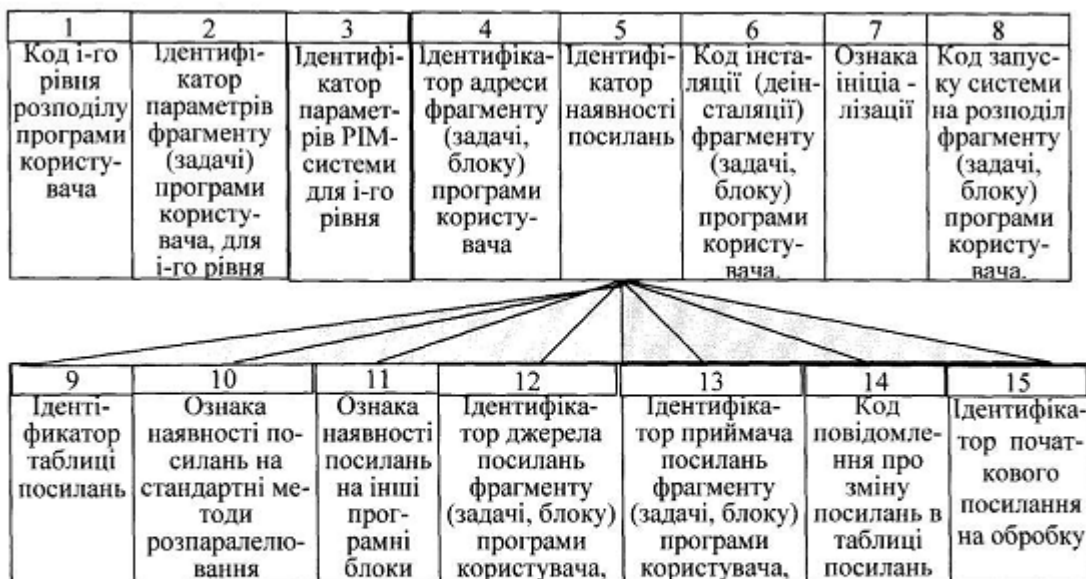 1
Код і-го
рівня
розподілу
програми
користу-
вача
2
Ідентифі-
катор
параметрів
фрагменту
(задачі)
програми
користу-
вача, для
і-го рівня
3
Ідентифі-
катор
парамет-
рів РІМ-
системи
для і-го
рівня
4
Ідентифіка-
тор адреси
фрагменту
(задачі,
блоку)
програми
користу-
вача
5
Ідентифі-
катор
наявності
посилань
6
Код інста-
ляції (деін-
сталяції)
фрагменту
(задачі,
блоку)
програми
користу-
вача.
7
Ознака
ініціа -
лізації
8
Код запус-
ку системи
на розподіл
фрагменту
(задачі,
блоку)
програми
користу-
вача.
9
Іденті-
фикатор
таблиці
посилань
10
Ознака
наявності по-
силань на
стандартні ме-
тоди
розпаралелю-
вання
11
Ознака
наявності
посилань
на інші
прог-
рамні
блоки
12
Ідентифіка-
тор джерела
посилань
фрагменту
(задачі, блоку)
програми
користувача,
13
Ідентифіка-
тор приймача
посилань
фрагменту
(задачі, блоку)
програми
користувача,
14
Код
повідомле-
ння про
зміну
посилань в
таблиці
посилань
15
Ідентифіка-
тор почат-
кового
посилання
на обробку